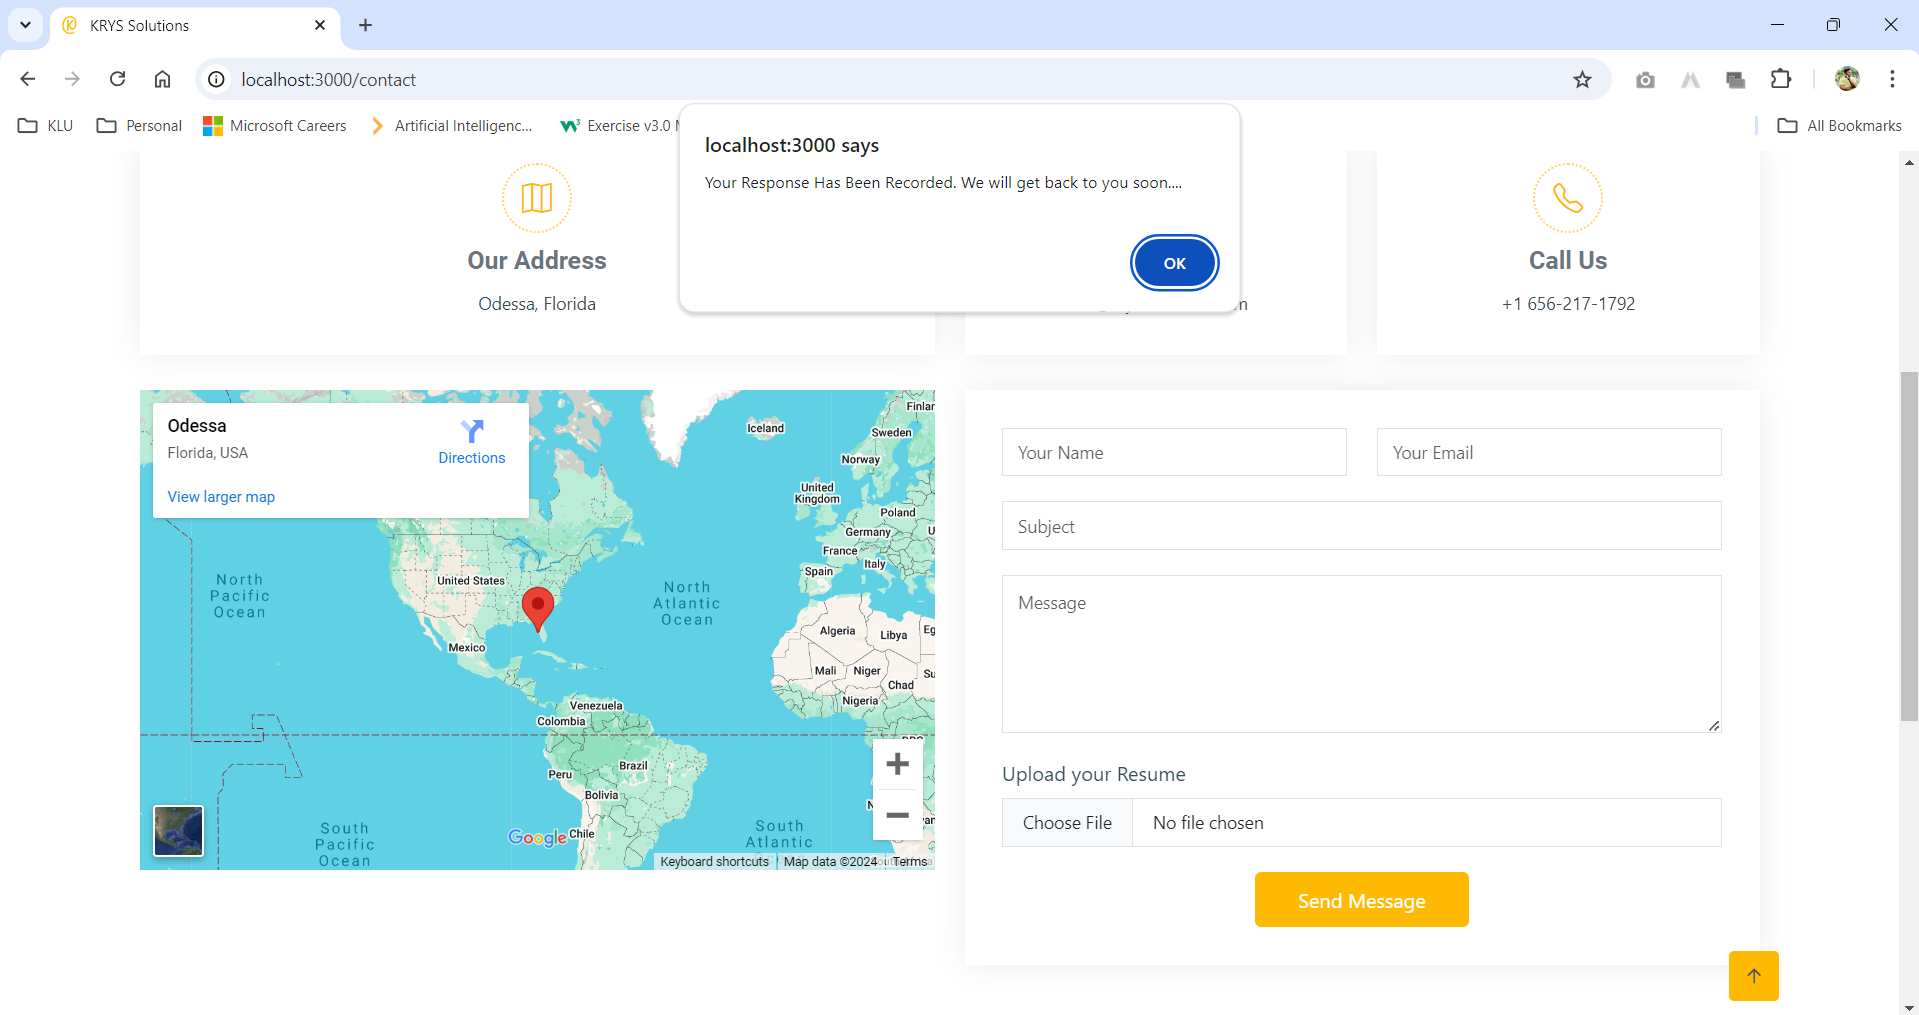 KRYS Solutions
localhost:3000/contact
KLU
Personal
Microsoft Careers
Artificial Intelligenc...
Exercise v3.0
All Bookmarks
localhost:3000 says
Your Response Has Been Recorded. We will get back to you soon....
OK
Our Address
Odessa, Florida
Call Us
+1 656-217-1792
Odessa
Florida, USA
Directions
View larger map
Iceland
Finlan
Sweden
Norway
United
Kingdom
Poland
Germany
France
Italy
Spain
United States
North
Pacific
Ocean
North
Atlantic
Ocean
Mexico
Algeria
Libya
Eg
Mali
Niger
Chad
Su
Nigeria
Venezuela
Colombia
Brazil
Peru
Bolivia
Chile
South
Pacific
Ocean
South
Atlantic
Google
Keyboard shortcuts
Map data ©2024
Terms
Your Name
Your Email
Subject
Message
Upload your Resume
Choose File
No file chosen
Send Message